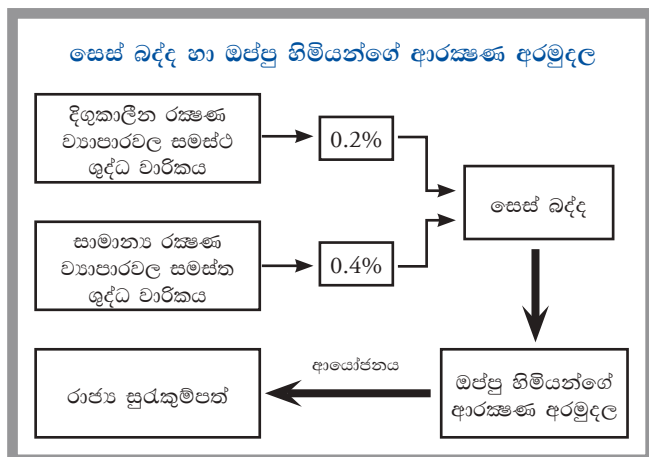 සෙස් බද්ද හා ඔප්පු හිමියන්ගේ ආරක්‍ෂණ අරමුදල
දිගුකාලීන රක්‍ෂණ
ව්‍යාපාරවල සමස්ථ
ශුද්ධ වාරිකය
0.2%
සෙස් බද්ද
සාමාන්‍ය රක්‍ෂණ
ව්‍යාපාරවල සමස්ත
ශුද්ධ වාරිකය
0.4%
රාජ්‍ය සුරැකුම්පත්
ආයෝජනය
ඔප්පු හිමියන්ගේ
ආරක්‍ෂණ අරමුදල